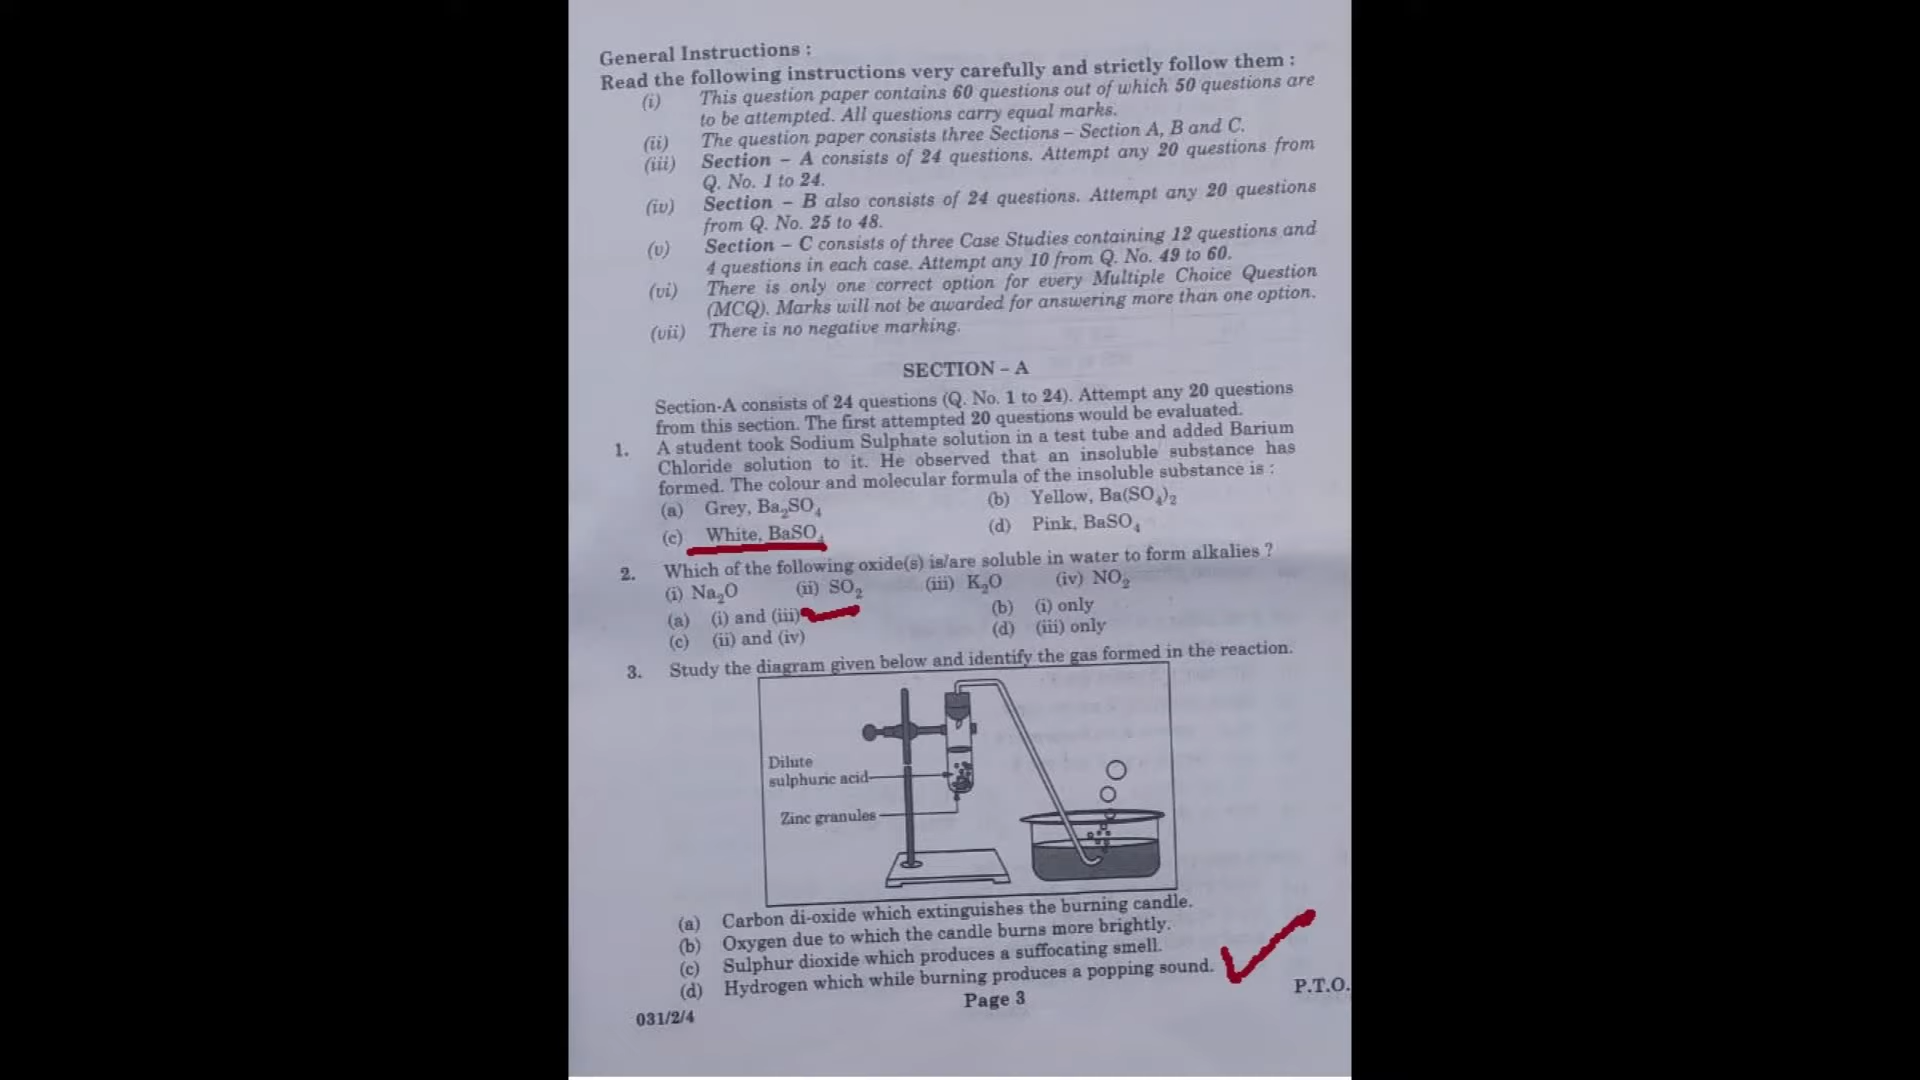 General Instructions :
Read the following instructions very carefully and strictly follow them :
(i) This question paper contains 60 questions out of which 50 questions are
to be attempted. All questions carry equal marks.
(ii) The question paper consists three Sections – Section A, B and C.
(iii) Section – A consists of 24 questions. Attempt any 20 questions from
Q. No. 1 to 24.
(iv) Section – B also consists of 24 questions. Attempt any 20 questions
from Q. No. 25 to 48.
(v) Section – C consists of three Case Studies containing 12 questions and
4 questions in each case. Attempt any 10 from Q. No. 49 to 60.
(vi) There is only one correct option for every Multiple Choice Question
(MCQ). Marks will not be awarded for answering more than one option.
(vii) There is no negative marking.
SECTION – A
Section-A consists of 24 questions (Q. No. 1 to 24). Attempt any 20 questions
from this section. The first attempted 20 questions would be evaluated.
1. A student took Sodium Sulphate solution in a test tube and added Barium
Chloride solution to it. He observed that an insoluble substance has
formed. The colour and molecular formula of the insoluble substance is :
(a) Grey, Ba₂SO₄ (b) Yellow, Ba(SO₄)₂
(c) White, BaSO₄ (d) Pink, BaSO₄
2. Which of the following oxide(s) is/are soluble in water to form alkalies ?
(i) Na₂O (ii) SO₂ (iii) K₂O (iv) NO₂
(a) (i) and (iii) (b) (i) only
(c) (ii) and (iv) (d) (iii) only
3. Study the diagram given below and identify the gas formed in the reaction.
Dilute
sulphuric acid
Zinc granules
(a) Carbon di-oxide which extinguishes the burning candle.
(b) Oxygen due to which the candle burns more brightly.
(c) Sulphur dioxide which produces a suffocating smell.
(d) Hydrogen which while burning produces a popping sound.
Page 3
P.T.O.
031/2/4